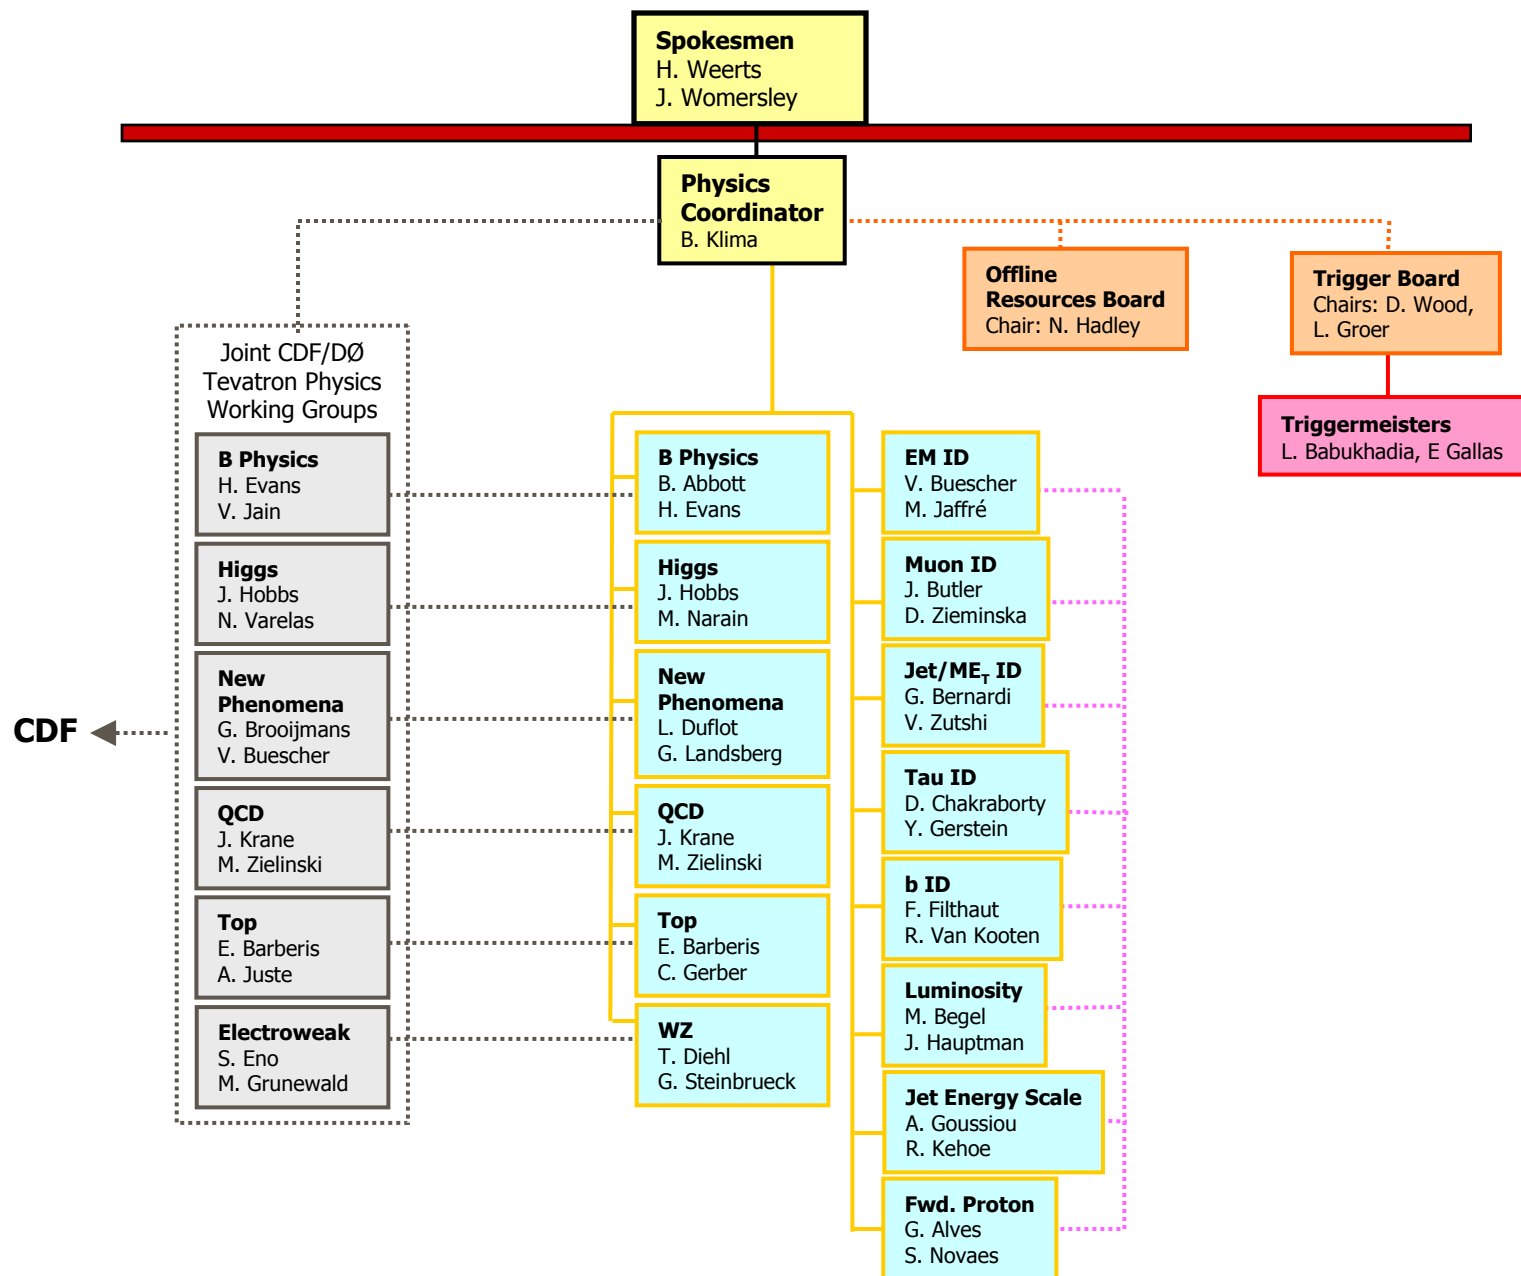 Spokesmen
H. Weerts
J. Womersley
Physics
Coordinator
B. Klima
Offline
Resources Board
Chair: N. Hadley
Trigger Board
Chairs: D. Wood,
L. Groer
Triggermeisters
L. Babukhadia, E Gallas
Joint CDF/DØ
Tevatron Physics
Working Groups
CDF
B Physics
H. Evans
V. Jain
Higgs
J. Hobbs
N. Varelas
New
Phenomena
G. Brooijmans
V. Buescher
QCD
J. Krane
M. Zielinski
Top
E. Barberis
A. Juste
Electroweak
S. Eno
M. Grunewald
B Physics
B. Abbott
H. Evans
Higgs
J. Hobbs
M. Narain
New
Phenomena
L. Duflot
G. Landsberg
QCD
J. Krane
M. Zielinski
Top
E. Barberis
C. Gerber
WZ
T. Diehl
G. Steinbrueck
EM ID
V. Buescher
M. Jaffré
Muon ID
J. Butler
D. Zieminska
Jet/MET ID
G. Bernardi
V. Zutshi
Tau ID
D. Chakraborty
Y. Gerstein
b ID
F. Filthaut
R. Van Kooten
Luminosity
M. Begel
J. Hauptman
Jet Energy Scale
A. Goussiou
R. Kehoe
Fwd. Proton
G. Alves
S. Novaes